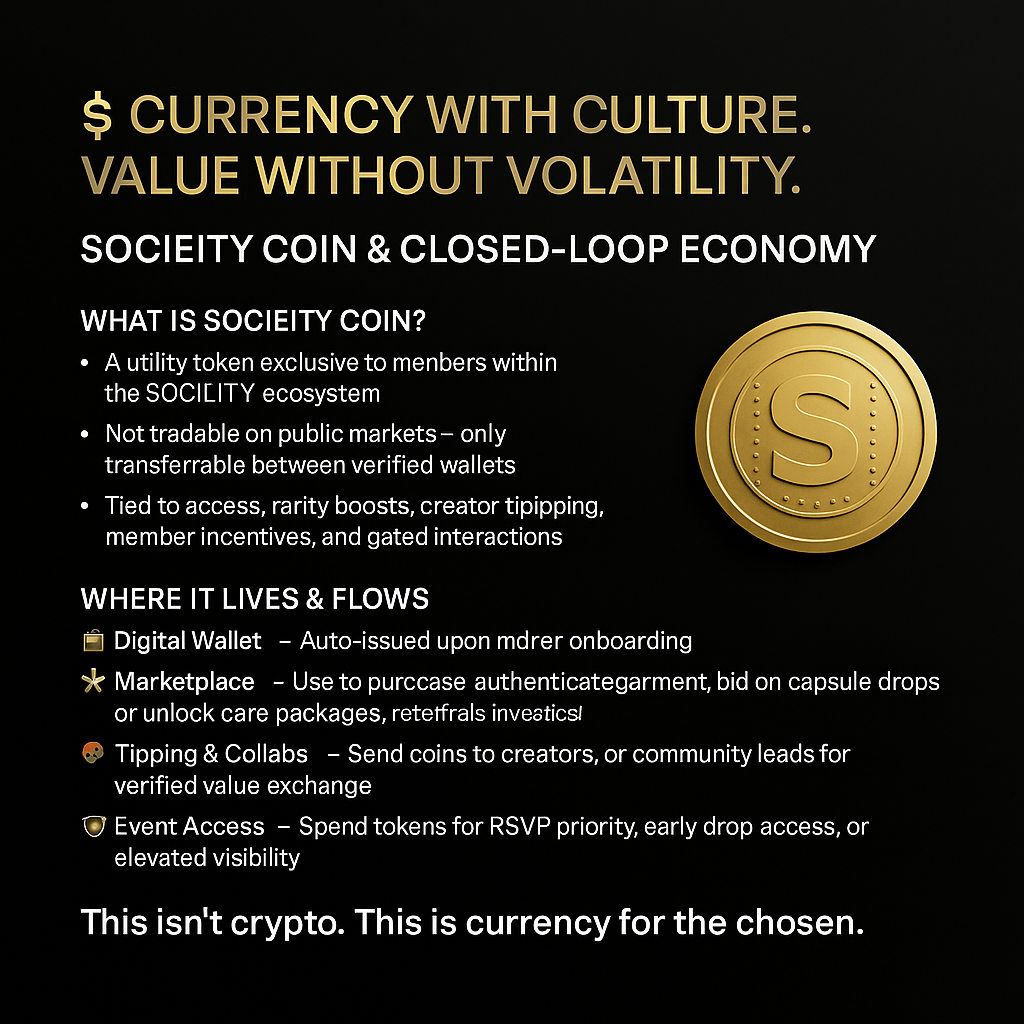 $ CURRENCY WITH CULTURE.
VALUE WITHOUT VOLATILITY.
SOCIEITY COIN & CLOSED-LOOP ECONOMY
WHAT IS SOCIEITY COIN?
• A utility token exclusive to menbers within
the SOCILITY ecosystem
• Not tradable on public markets – only
transferrable between verified wallets
• Tied to access, rarity boosts, creator tipipping,
member incentives, and gated interactions
S
WHERE IT LIVES & FLOWS
Digital Wallet – Auto-issued upon mdrer onboarding
Marketplace – Use to purccase authenticategarment, bid on capsule drops
or unlock care packages,
Tipping & Collabs – Send coins to creators, or community leads for
verified value exchange
Event Access – Spend tokens for RSVP priority, early drop access, or
elevated visibility
This isn't crypto. This is currency for the chosen.